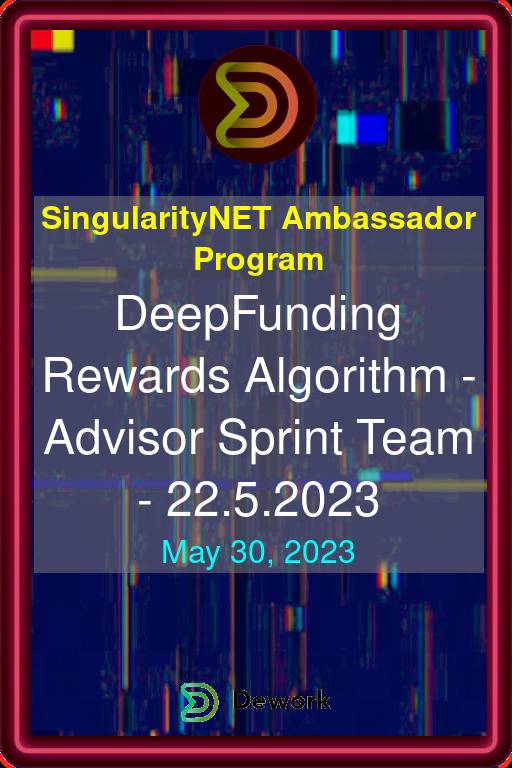 SingularityNET Ambassador
Program
DeepFunding
Rewards Algorithm -
Advisor Sprint Team
- 22.5.2023
May 30, 2023
Dework